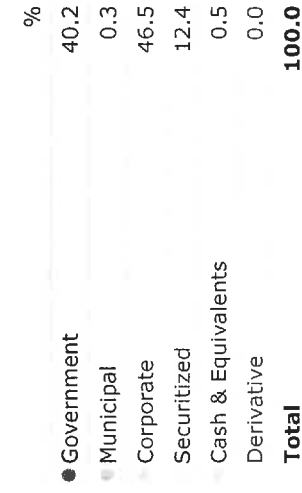 %
Government 40.2
Municipal 0.3
Corporate 46.5
Securitized 12.4
Cash & Equivalents 0.5
Derivative 0.0
Total 100.0